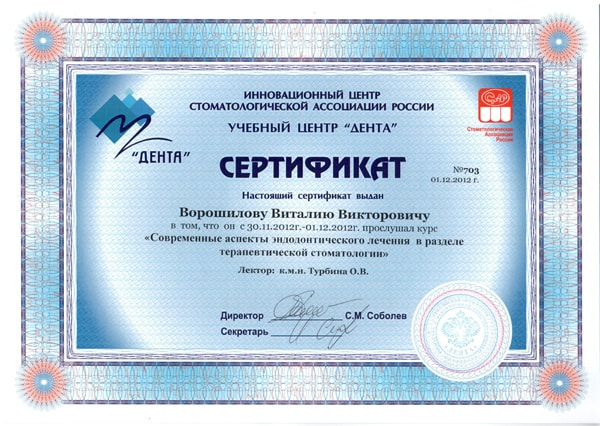 ИННОВАЦИОННЫЙ ЦЕНТР
СТОМАТОЛОГИЧЕСКОЙ АССОЦИАЦИИ РОССИИ
УЧЕБНЫЙ ЦЕНТР "ДЕНТА"
"ДЕНТА"
Стоматологическая
Ассоциация
России
СЕРТИФИКАТ
№703
01.12.2012 г.
Настоящий сертификат выдан
Ворошилову Виталию Викторовичу
в том, что он с 30.11.2012г.-01.12.2012г. прослушал курс
«Современные аспекты эндодонтического лечения в разделе
терапевтической стоматологии»
Лектор: к.м.н. Турбина О.В.
Директор С.М. Соболев
Секретарь